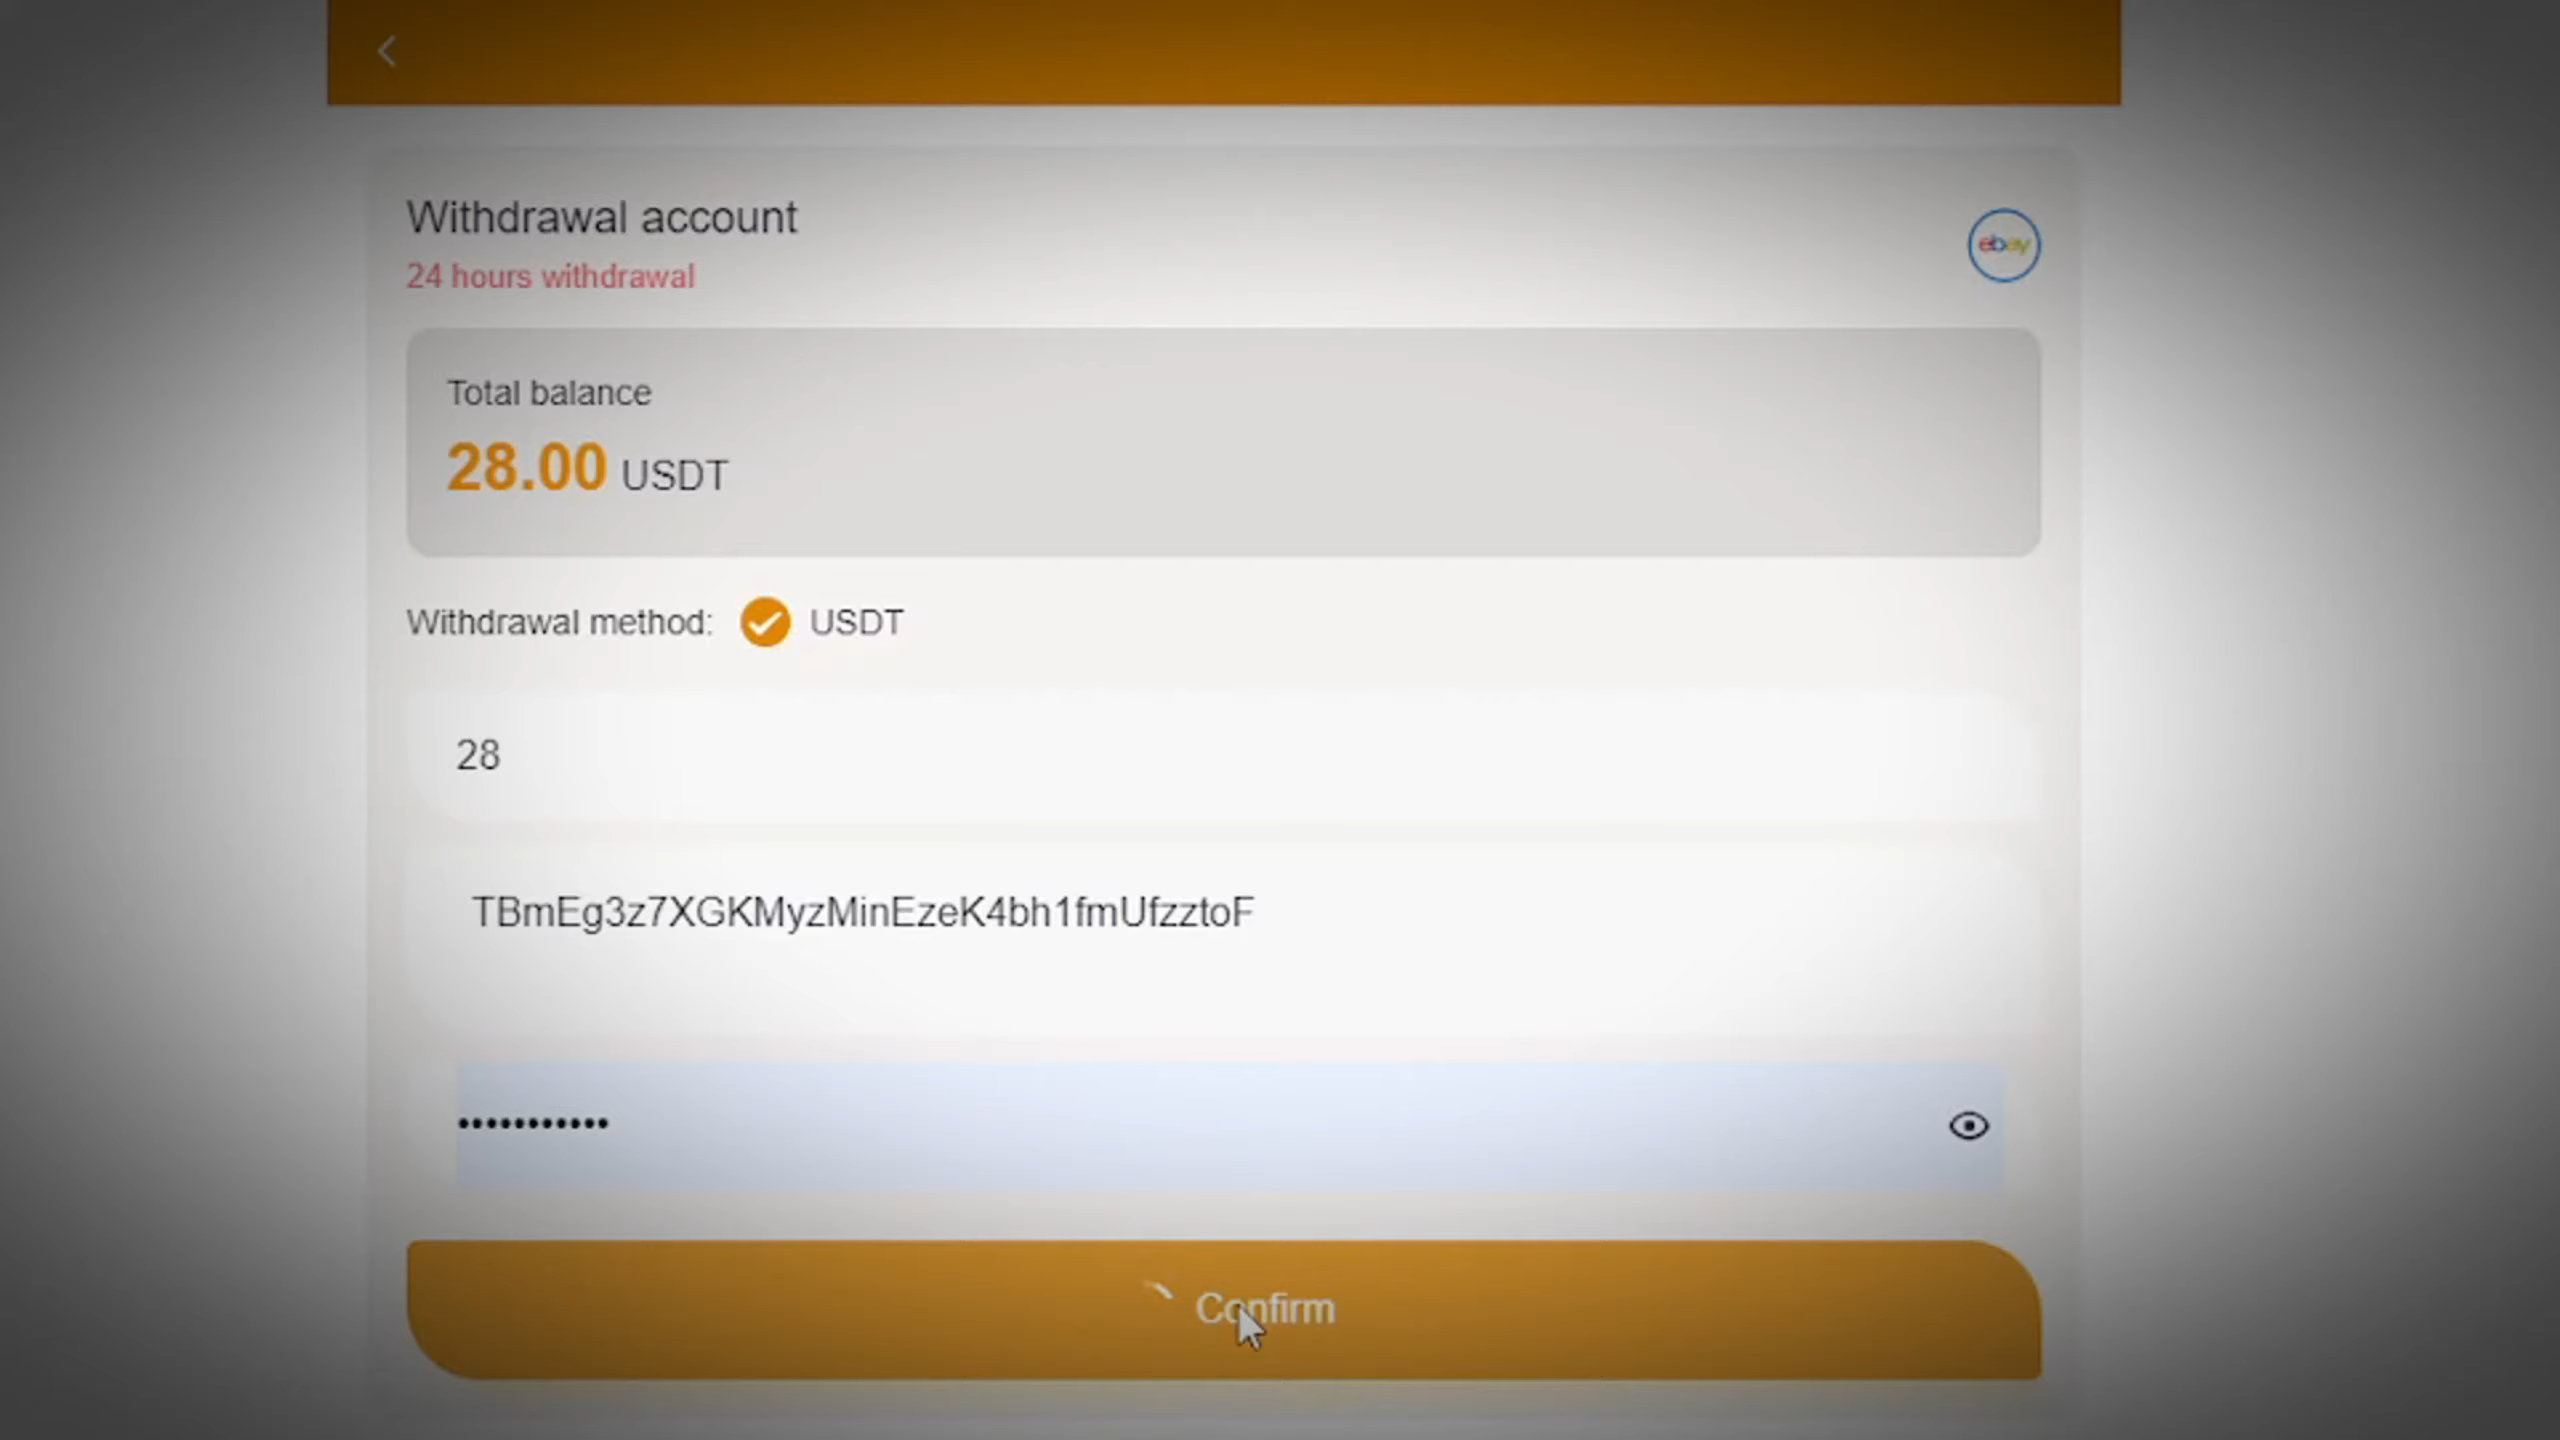 Withdrawal account
24 hours withdrawal
ebay
Total balance
28.00 USDT
Withdrawal method: USDT
28
TBmEg3z7XGKMyzMinEzeK4bh1fmUfzztoF
•••••••••••
Confirm